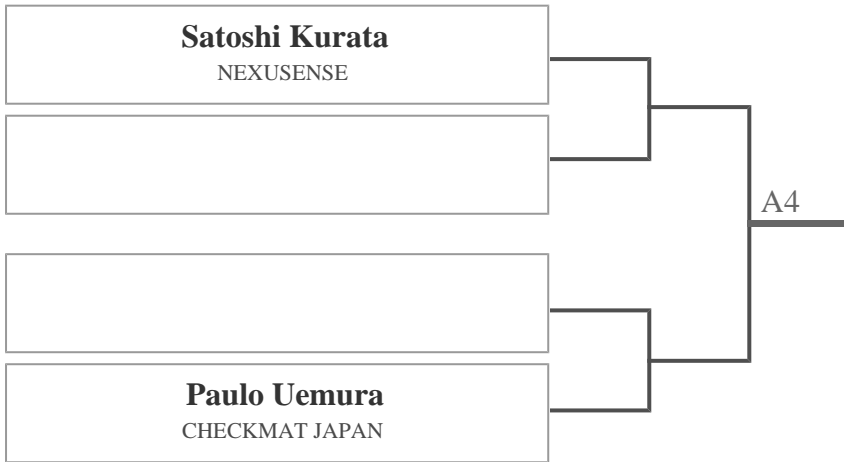 Satoshi Kurata
NEXUSENSE
A4
Paulo Uemura
CHECKMAT JAPAN